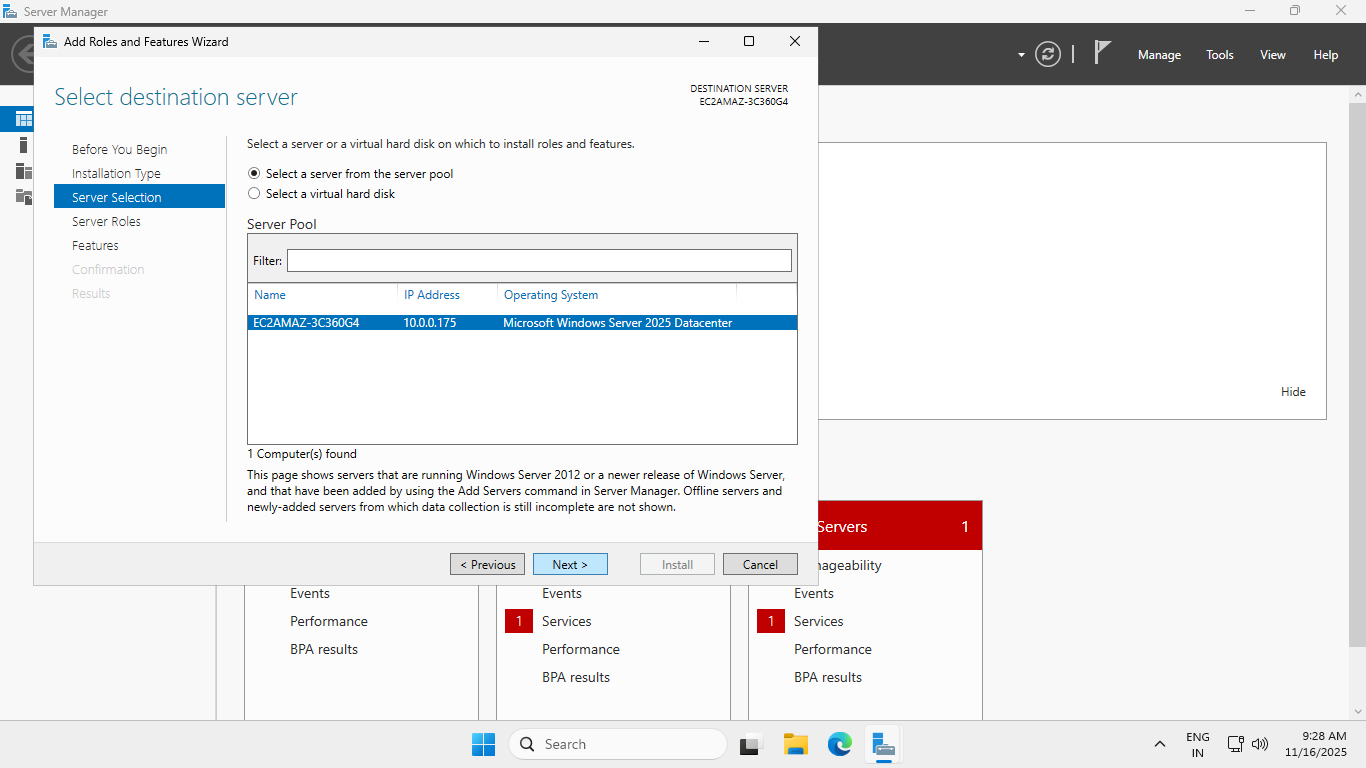 Server Manager
Add Roles and Features Wizard
Manage Tools View Help
Select destination server
DESTINATION SERVER
EC2AMAZ-3C360G4
Before You Begin
Installation Type
Server Selection
Server Roles
Features
Confirmation
Results
Select a server or a virtual hard disk on which to install roles and features.
Select a server from the server pool
Select a virtual hard disk
Server Pool
Filter:
Name IP Address Operating System
EC2AMAZ-3C360G4 10.0.0.175 Microsoft Windows Server 2025 Datacenter
1 Computer(s) found
This page shows servers that are running Windows Server 2012 or a newer release of Windows Server,
and that have been added by using the Add Servers command in Server Manager. Offline servers and
newly-added servers from which data collection is still incomplete are not shown.
< Previous Next > Install Cancel
Hide
Servers 1
nageability
Events
Performance
BPA results
Events
1 Services
Performance
BPA results
Events
1 Services
Performance
BPA results
Search
ENG
IN
9:28 AM
11/16/2025